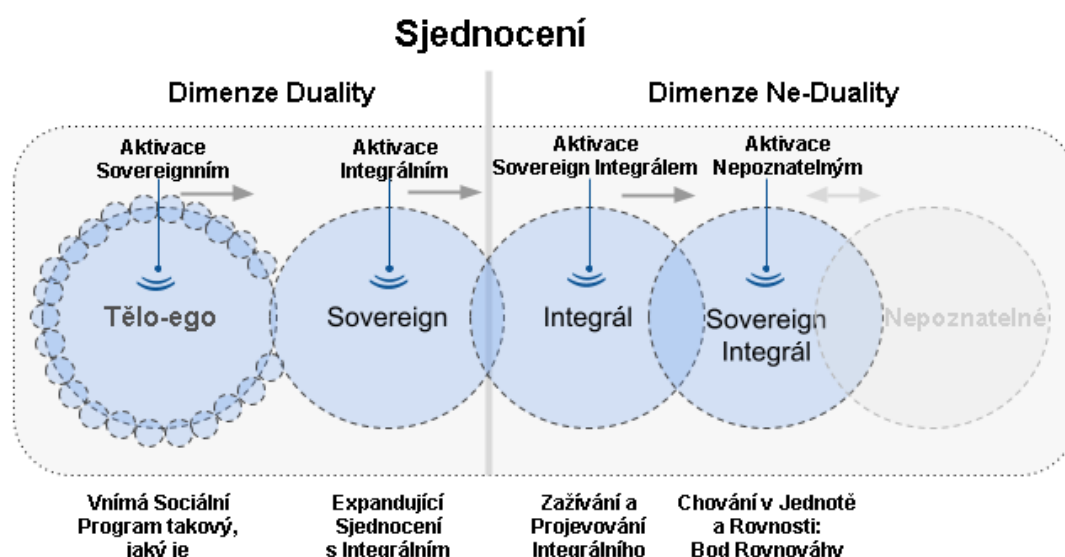 Sjednocení
Dimenze Duality
Dimenze Ne-Duality
Aktivace
Sovereignním
Aktivace
Integrálním
Aktivace
Sovereign Integrálem
Aktivace
Nepoznatelným
Tělo-ego
Sovereign
Integrál
Sovereign
Integrál
Nepoznatelné
Vnímá Sociální
Program takový,
jaký je
Expandující
Sjednocení
s Integrálním
Zažívání a
Projevování
Integrálního
Chování v Jednotě
a Rovnosti:
Bod Rovnováhy